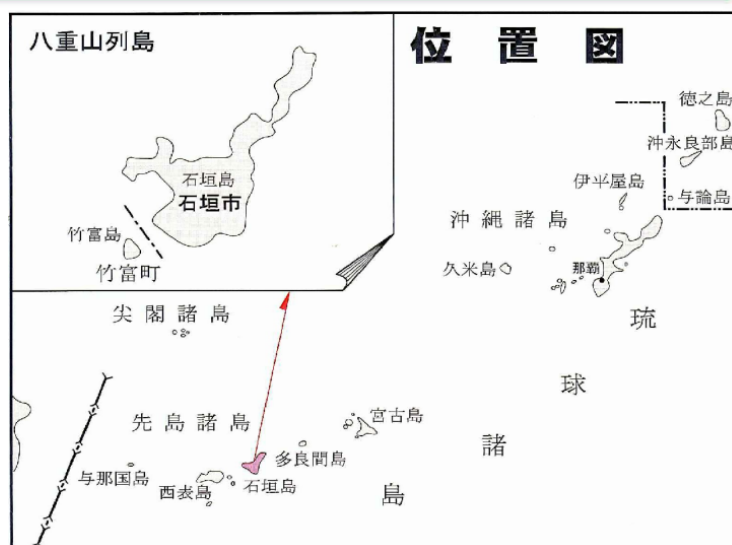 八重山列島
位置図
石垣島
石垣市
竹富島
竹富町
徳之島
沖永良部島
与論島
伊平屋島
沖縄諸島
久米島
那覇
尖閣諸島
琉球諸島
先島諸島
宮古島
多良間島
石垣島
西表島
与那国島